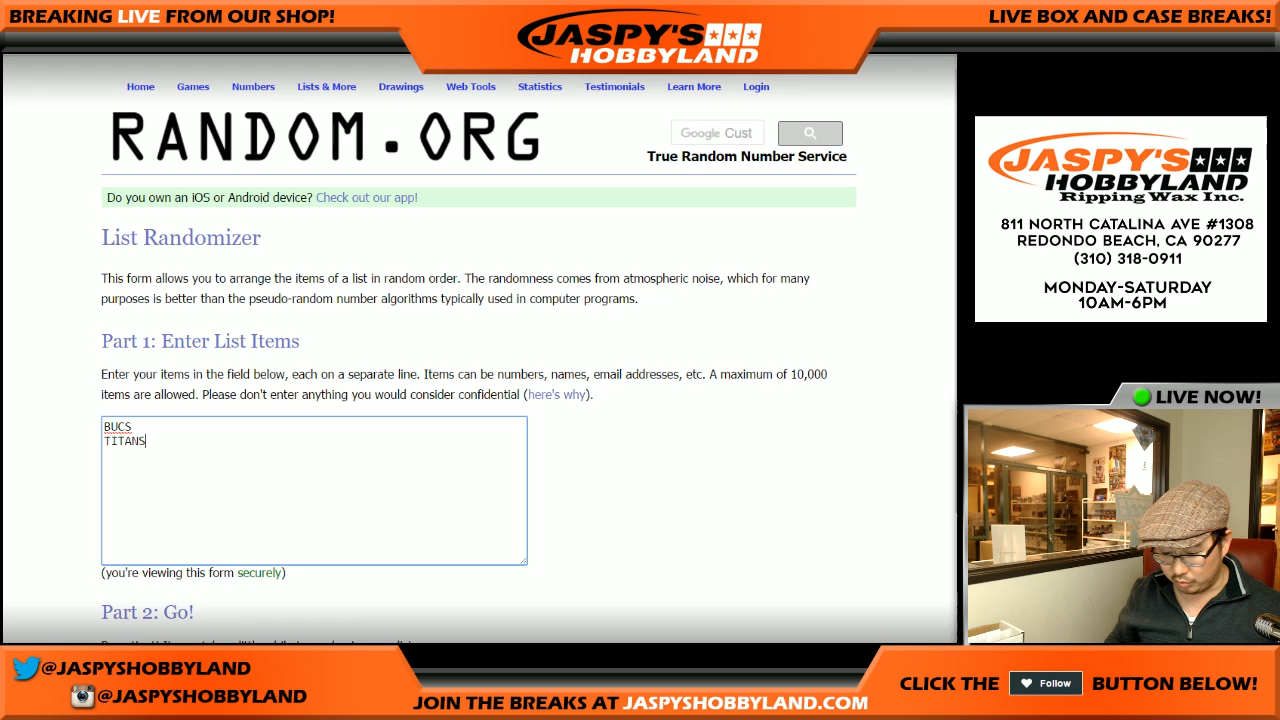 BREAKING LIVE FROM OUR SHOP!
JASPY'S
HOBBYLAND
LIVE BOX AND CASE BREAKS!
Home Games Numbers Lists & More Drawings Web Tools Statistics Testimonials Learn More Login
RANDOM.ORG
Google Cust
True Random Number Service
Do you own an iOS or Android device? Check out our app!
List Randomizer
This form allows you to arrange the items of a list in random order. The randomness comes from atmospheric noise, which for many
purposes is better than the pseudo-random number algorithms typically used in computer programs.
Part 1: Enter List Items
Enter your items in the field below, each on a separate line. Items can be numbers, names, email addresses, etc. A maximum of 10,000
items are allowed. Please don't enter anything you would consider confidential (here's why).
BUCS
TITANS
(you're viewing this form securely)
Part 2: Go!
JASPY'S
HOBBYLAND
Ripping Wax Inc.
811 NORTH CATALINA AVE #1308
REDONDO BEACH, CA 90277
(310) 318-0911
MONDAY-SATURDAY
10AM-6PM
LIVE NOW!
@JASPYSHOBBYLAND
@JASPYSHOBBYLAND
JOIN THE BREAKS AT JASPYSHOBBYLAND.COM
CLICK THE Follow BUTTON BELOW!